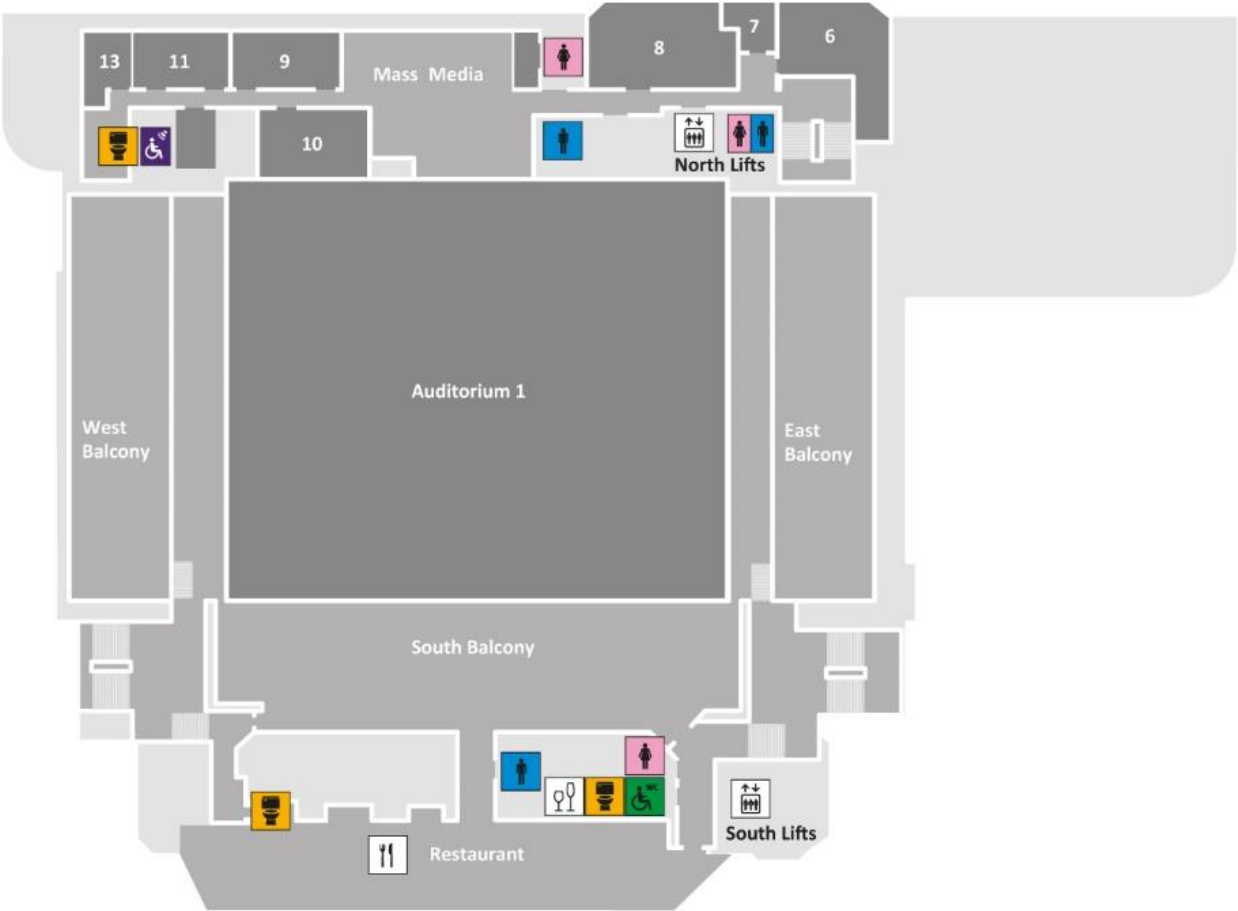 7
6
8
13
11
9
Mass Media
10
North Lifts
Auditorium 1
West
Balcony
East
Balcony
South Balcony
WC
South Lifts
Restaurant